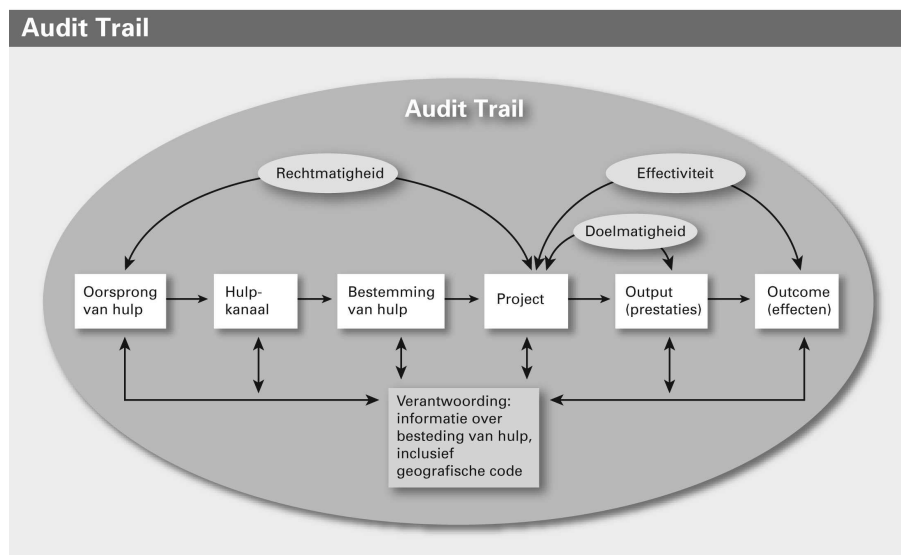 Audit Trail
Audit Trail
Rechtmatigheid
Effectiviteit
Doelmatigheid
Oorsprong
van hulp
Hulp-
kanaal
Bestemming
van hulp
Project
Output
(prestaties)
Outcome
(effecten)
Verantwoording:
informatie over
besteding van hulp,
inclusief
geografische code